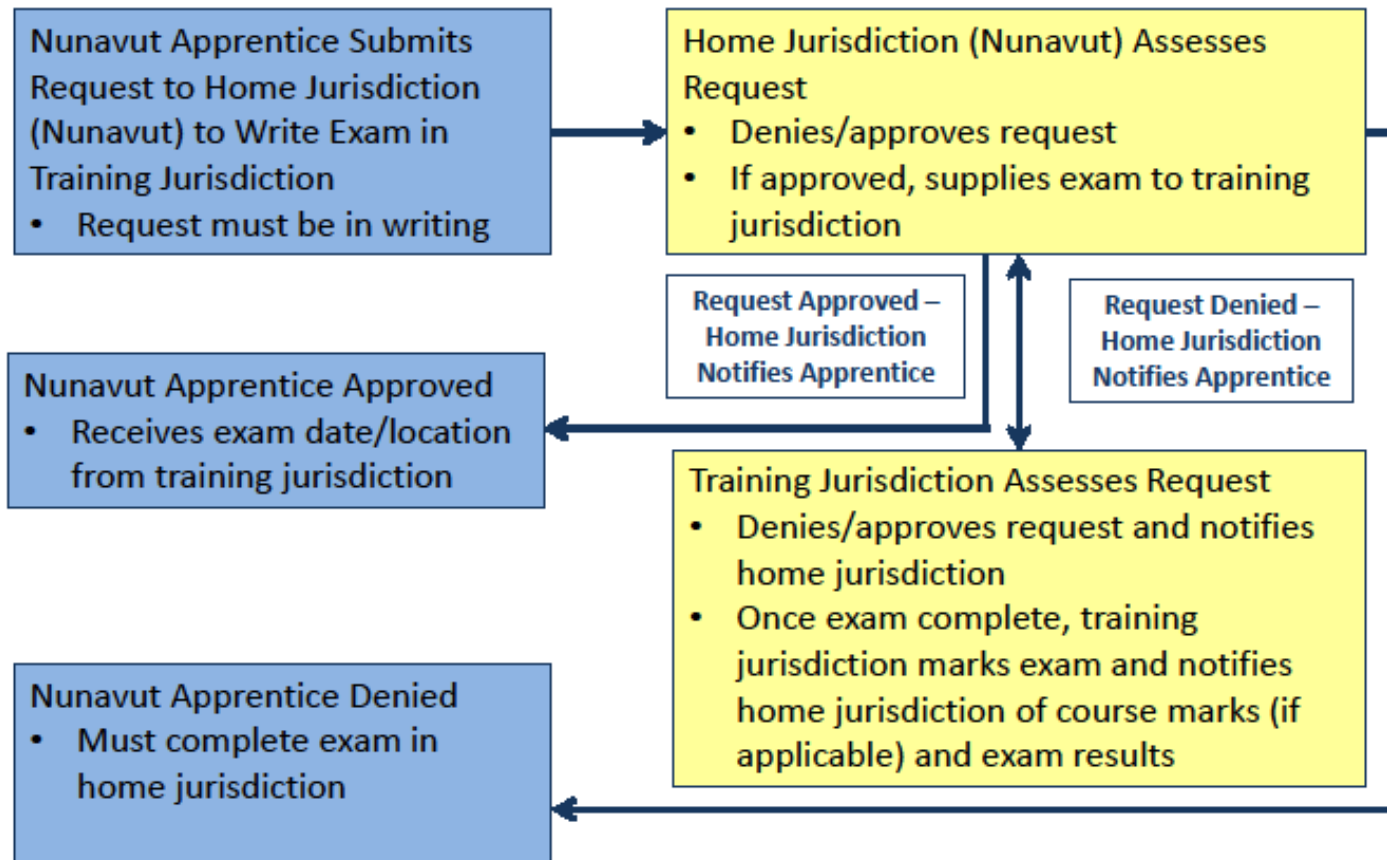 Nunavut Apprentice Submits
Request to Home Jurisdiction
(Nunavut) to Write Exam in
Training Jurisdiction
• Request must be in writing
Home Jurisdiction (Nunavut) Assesses
Request
• Denies/approves request
• If approved, supplies exam to training
jurisdiction
Request Approved –
Home Jurisdiction
Notifies Apprentice
Request Denied –
Home Jurisdiction
Notifies Apprentice
Nunavut Apprentice Approved
• Receives exam date/location
from training jurisdiction
Training Jurisdiction Assesses Request
• Denies/approves request and notifies
home jurisdiction
• Once exam complete, training
jurisdiction marks exam and notifies
home jurisdiction of course marks (if
applicable) and exam results
Nunavut Apprentice Denied
• Must complete exam in
home jurisdiction